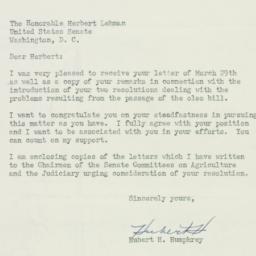 The Honorable Herbert Lehman
United States Senate
Washington, D. C.
Dear Herbert:
I was very pleased to receive your letter of March 29th
as well as a copy of your remarks in connection with the
introduction of your two resolutions dealing with the
problems resulting from the passage of the oleo bill.
I want to congratulate you on your steadfastness in pursuing
this matter as you have. I fully agree with your position
and I want to be associated with you in your efforts. You
can count on my support.
I am enclosing copies of the letters which I have written
to the Chairmen of the Senate Committees on Agriculture
and the Judiciary urging consideration of your resolution.
Sincerely yours,
Hubert H
Hubert H. Humphrey